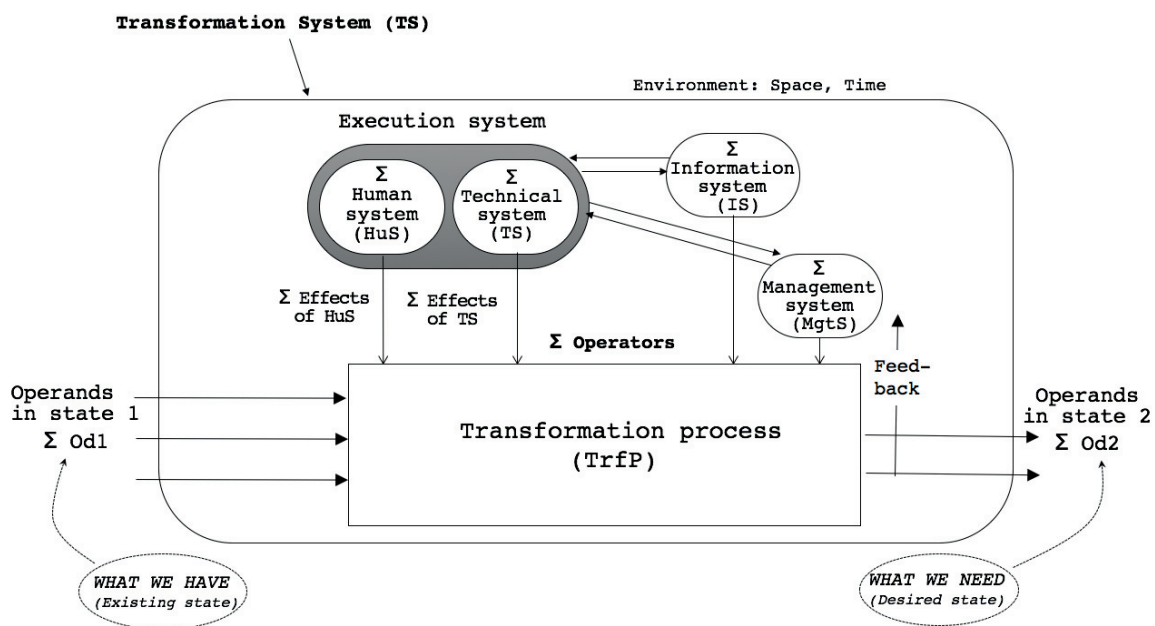 Transformation System (TS)
Environment: Space, Time
Execution system
Σ
Human
system
(HuS)
Σ
Technical
system
(TS)
Σ
Information
system
(IS)
Σ
Management
system
(MgtS)
Σ Effects
of HuS
Σ Effects
of TS
Σ Operators
Feed-
back
Operands
in state 1
Σ Od1
Transformation process
(TrfP)
Operands
in state 2
Σ Od2
WHAT WE HAVE
(Existing state)
WHAT WE NEED
(Desired state)